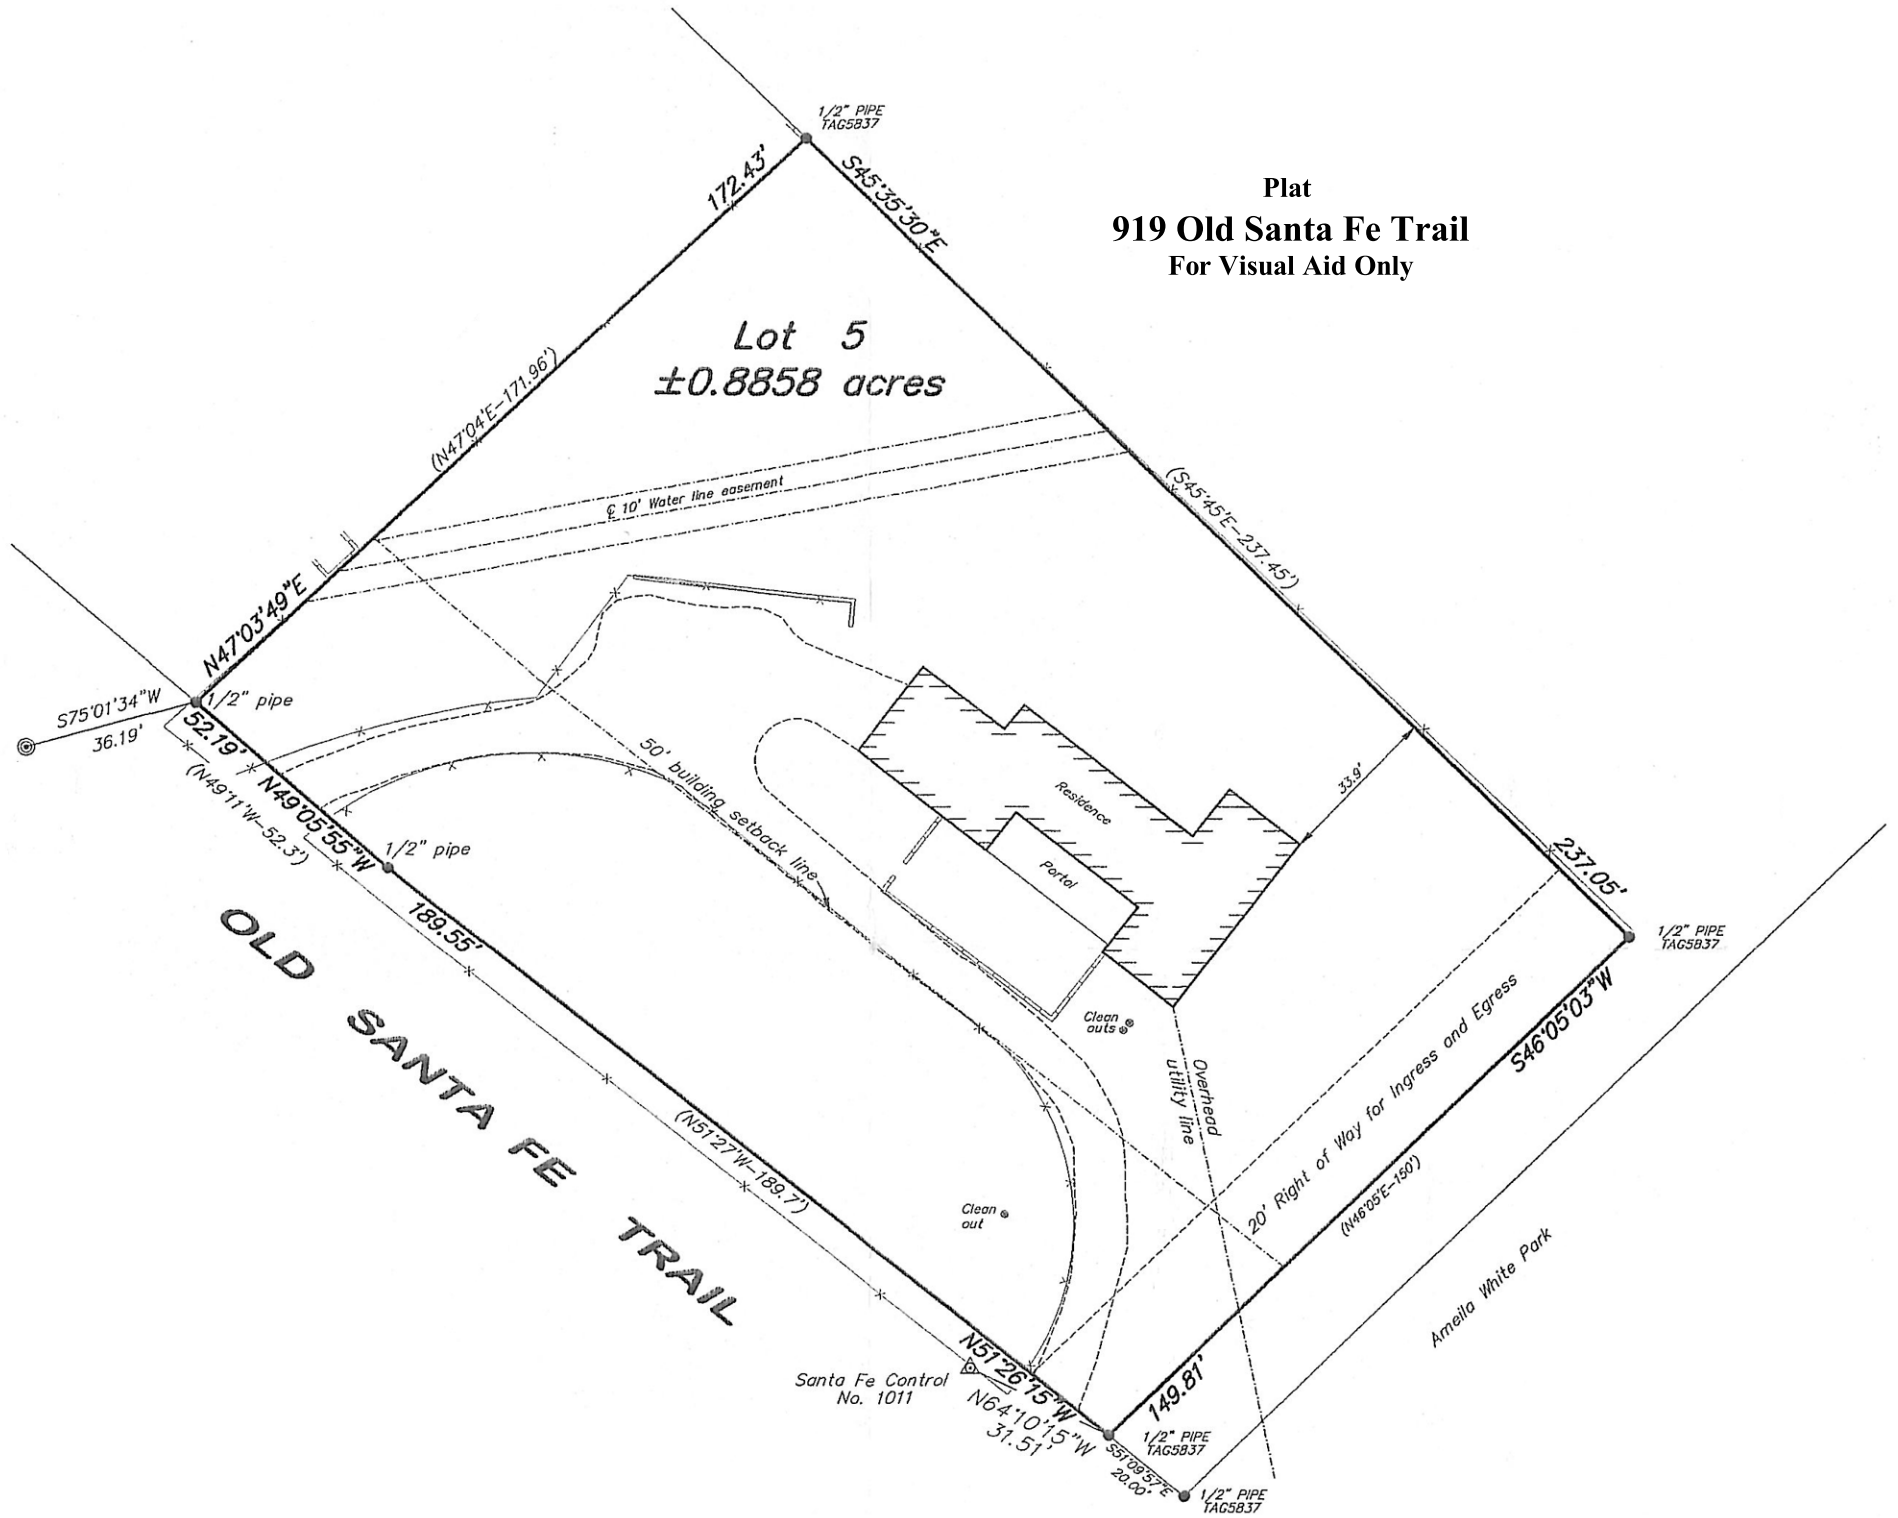 1/2" PIPE
TAG5837
172.43'
S45°35'30"E
Plat
919 Old Santa Fe Trail
For Visual Aid Only
Lot 5
±0.8858 acres
(N47°04'E-171.96')
℄ 10' Water line easement
(S45°45'E-237.45')
N47°03'49"E
1/2" pipe
S75°01'34"W
36.19'
52.19'
(N49°11'W-52.3')
N49°05'55"W
1/2" pipe
50' building setback line
Residence
Portal
33.9'
237.05'
1/2" PIPE
TAG5837
189.55'
OLD SANTA FE TRAIL
(N51°27'W-189.7')
Clean
outs
Overhead
utility line
20' Right of Way for Ingress and Egress
S46°05'03"W
(N46°05'E-150')
Ameila White Park
Clean
out
Santa Fe Control
No. 1011
N51°26'15"W
N64°10'15"W
31.51'
149.81'
1/2" PIPE
TAG5837
S51°09'57"E
20.00'
1/2" PIPE
TAG5837